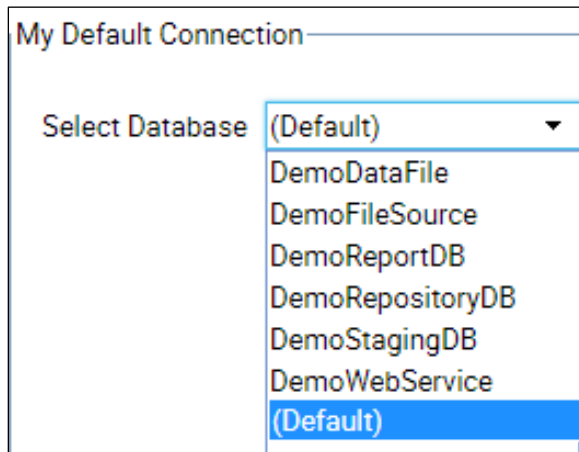 My Default Connection
Select Database (Default)
DemoDataFile
DemoFileSource
DemoReportDB
DemoRepositoryDB
DemoStagingDB
DemoWebService
(Default)